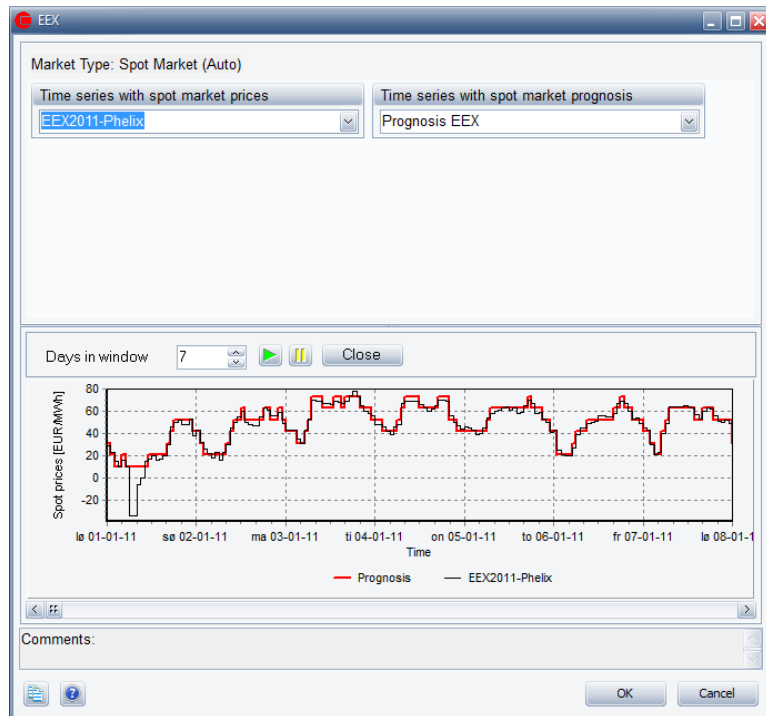 EEX
Market Type: Spot Market (Auto)
Time series with spot market prices
Time series with spot market prognosis
EEX2011-Phelix
Prognosis EEX
Days in window 7 Close
Spot prices [EUR/MWh]
80
60
40
20
0
-20
lø 01-01-11 sø 02-01-11 ma 03-01-11 ti 04-01-11 on 05-01-11 to 06-01-11 fr 07-01-11 lø 08-01-1
Time
Prognosis EEX2011-Phelix
Comments:
OK Cancel